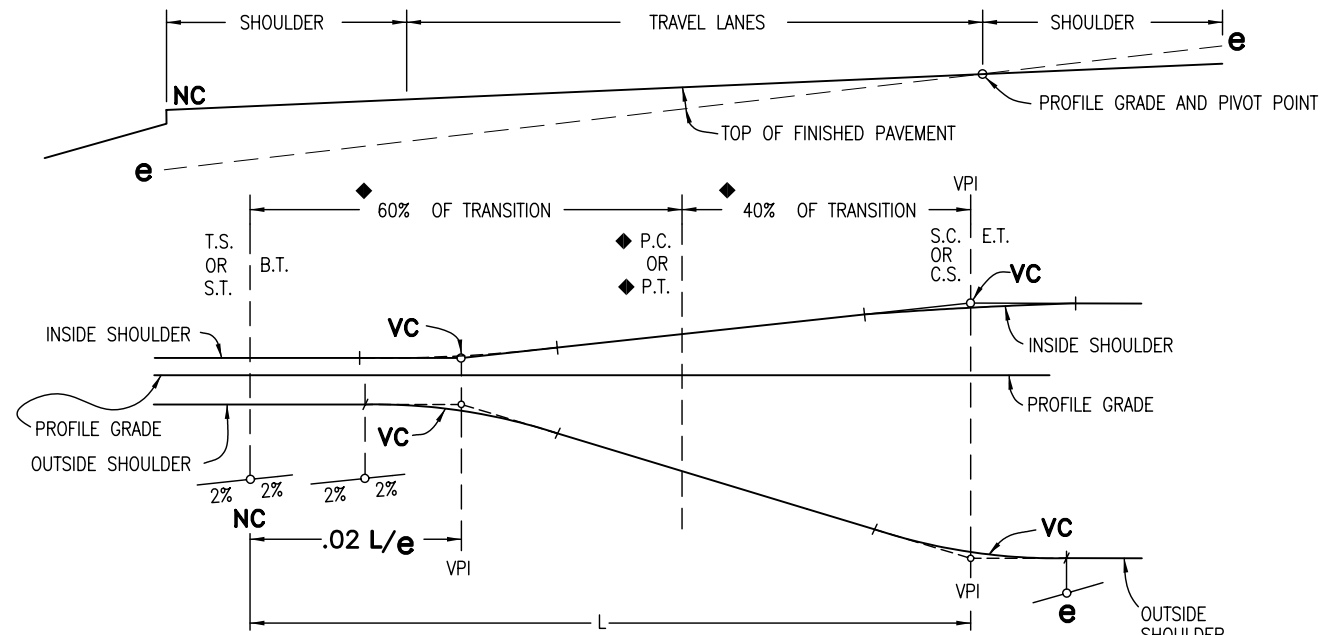 SHOULDER
TRAVEL LANES
SHOULDER
e
NC
PROFILE GRADE AND PIVOT POINT
TOP OF FINISHED PAVEMENT
e
VPI
60% OF TRANSITION
40% OF TRANSITION
T.S.
OR
S.T.
B.T.
P.C.
OR
P.T.
S.C.
OR
C.S.
E.T.
VC
VC
INSIDE SHOULDER
INSIDE SHOULDER
PROFILE GRADE
PROFILE GRADE
VC
OUTSIDE SHOULDER
2% 2%
2% 2%
NC
.02 L/e
VC
VPI
VPI
e
OUTSIDE
SHOULDER
L